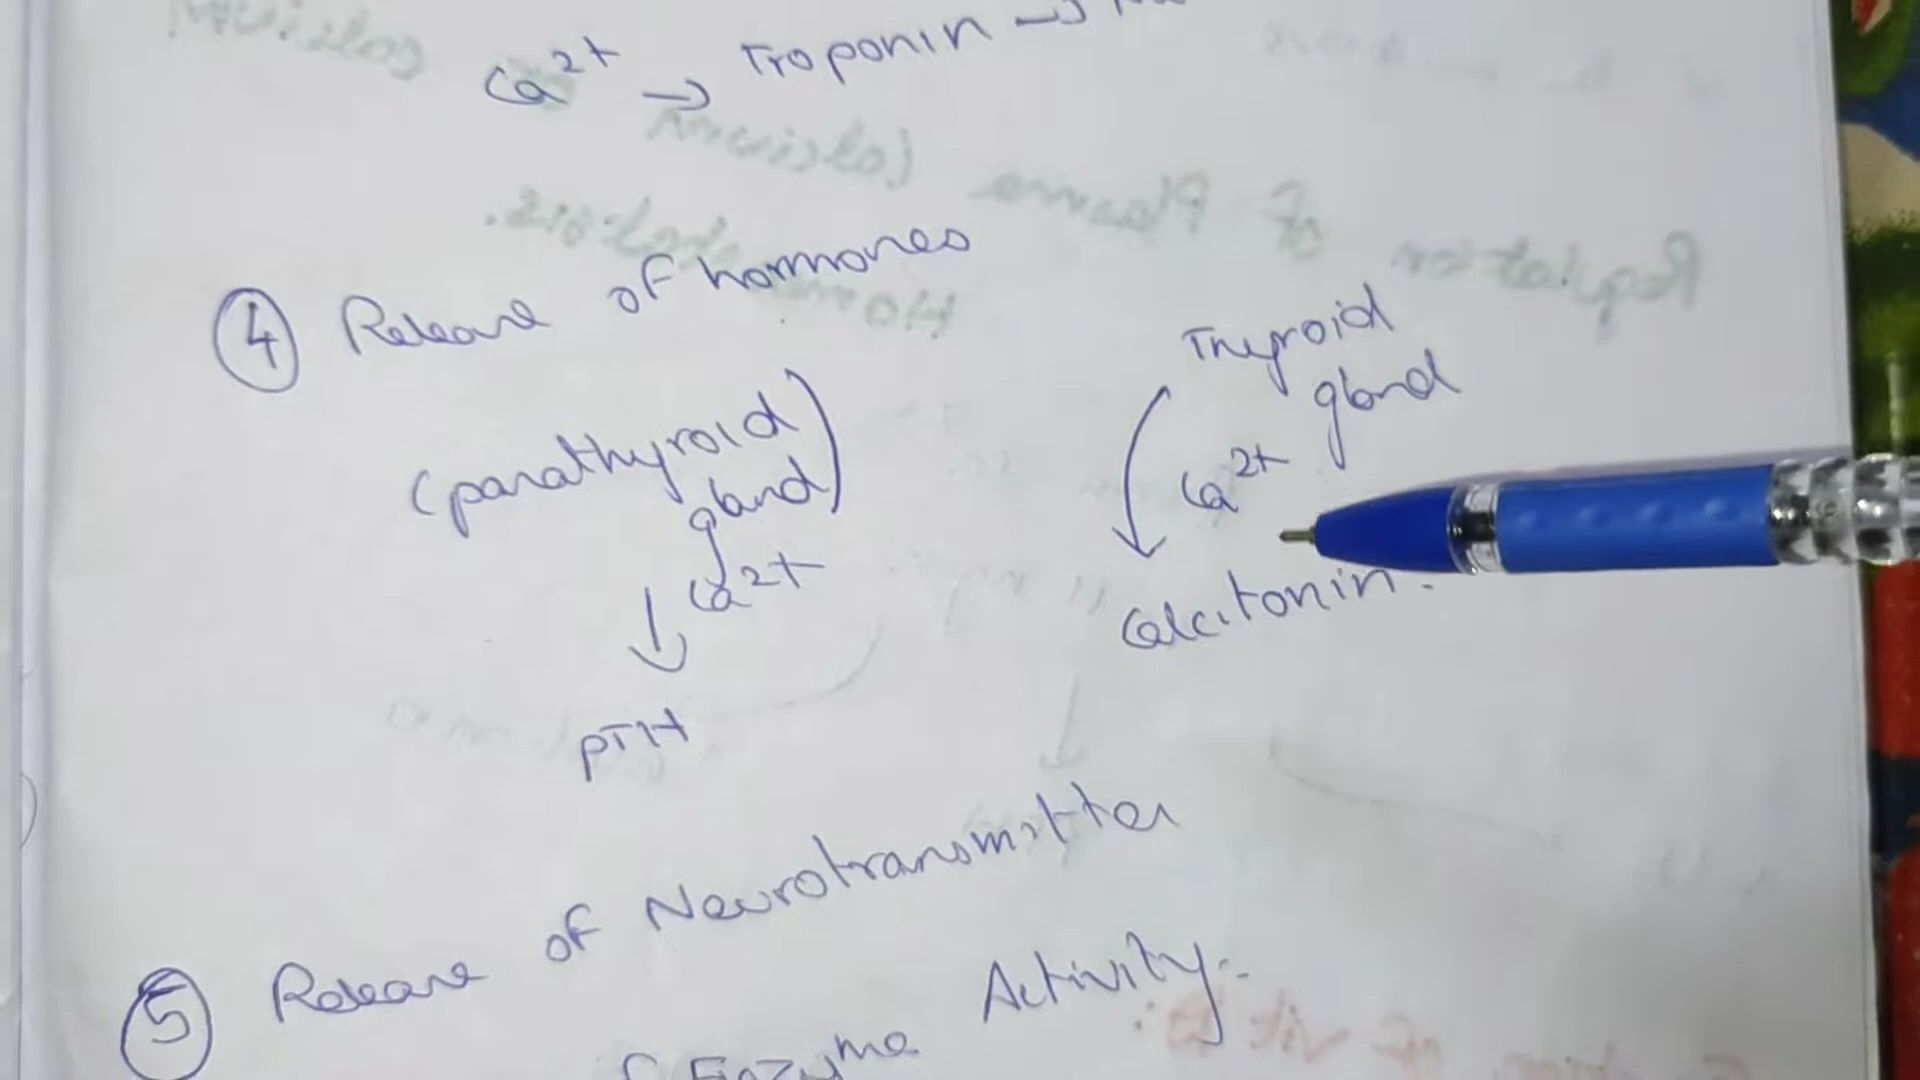 Ca2+ → Troponin →
④ Release of hormones
(parathyroid gland)
Ca2+
↓
PTH
Thyroid gland
Ca2+
↓
Calcitonin.
⑤ Release of Neurotransmitter
Enzyme Activity.